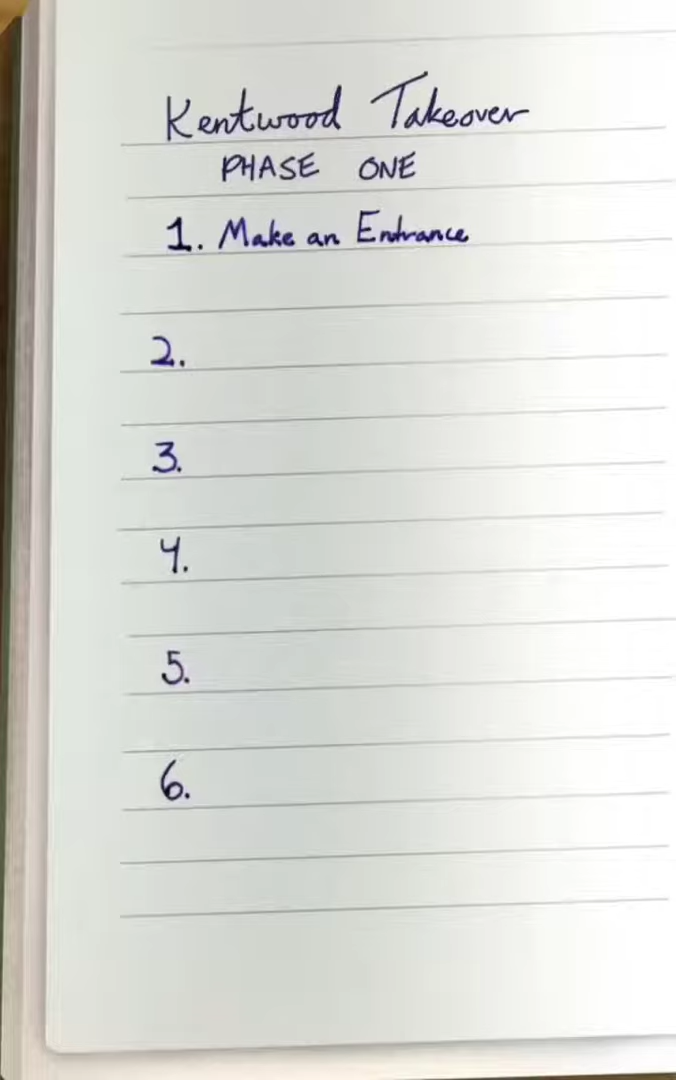 Kentwood Takeover
PHASE ONE
1. Make an Entrance
2.
3.
4.
5.
6.